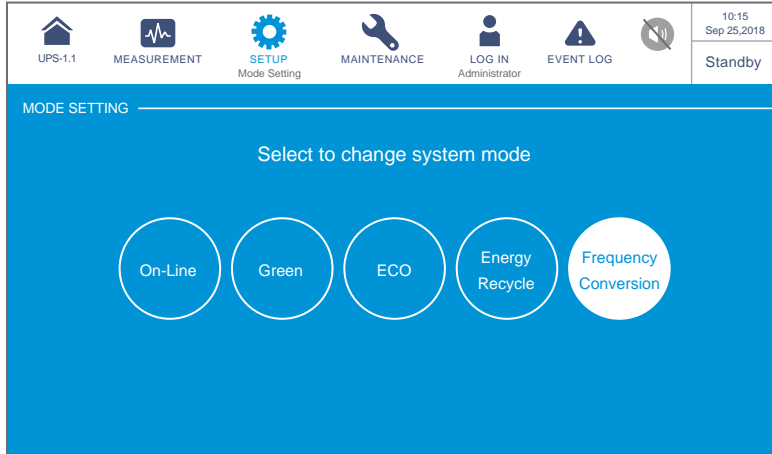 10:15
Sep 25,2018
UPS-1.1
MEASUREMENT
SETUP
Mode Setting
MAINTENANCE
LOG IN
Administrator
EVENT LOG
Standby
MODE SETTING
Select to change system mode
On-Line
Green
ECO
Energy
Recycle
Frequency
Conversion